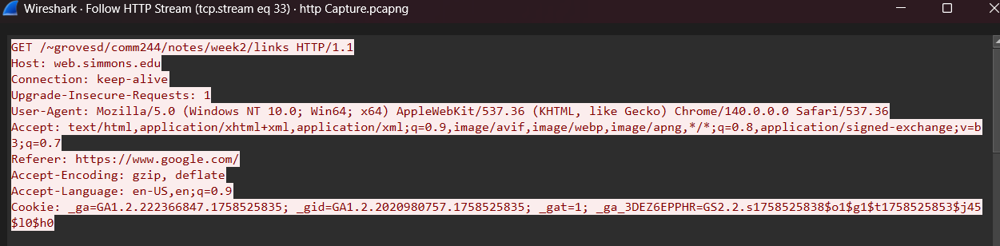 Wireshark · Follow HTTP Stream (tcp.stream eq 33) · http Capture.pcapng
GET /~grovesd/comm244/notes/week2/links HTTP/1.1
Host: web.simmons.edu
Connection: keep-alive
Upgrade-Insecure-Requests: 1
User-Agent: Mozilla/5.0 (Windows NT 10.0; Win64; x64) AppleWebKit/537.36 (KHTML, like Gecko) Chrome/140.0.0.0 Safari/537.36
Accept: text/html,application/xhtml+xml,application/xml;q=0.9,image/avif,image/webp,image/apng,*/*;q=0.8,application/signed-exchange;v=b
3;q=0.7
Referer: https://www.google.com/
Accept-Encoding: gzip, deflate
Accept-Language: en-US,en;q=0.9
Cookie: _ga=GA1.2.222366847.1758525835; _gid=GA1.2.2020980757.1758525835; _gat=1; _ga_3DEZ6EPPHR=GS2.2.s1758525838$o1$g1$t1758525853$j45
$l0$h0